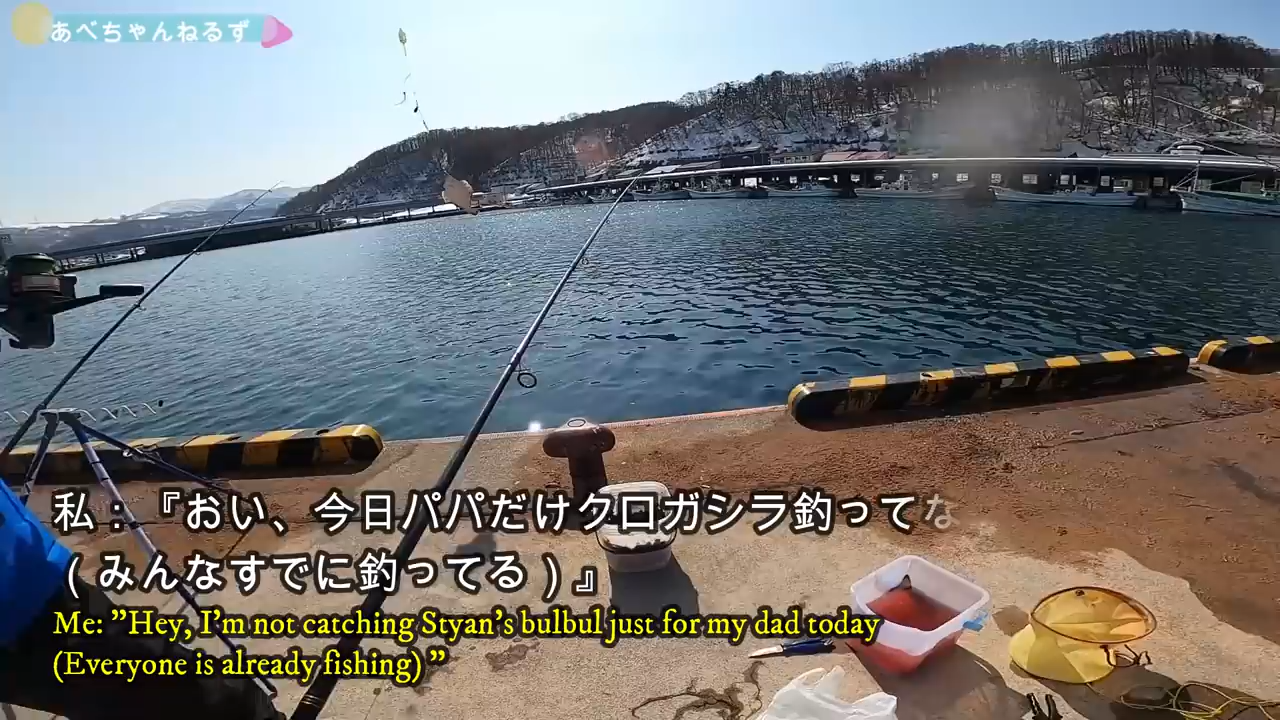 あべちゃんねるず
私：『おい、今日パパだけクロガシラ釣ってな
(みんなすでに釣ってる)』
Me: "Hey, I'm not catching Styan's bulbul just for my dad today
(Everyone is already fishing)"